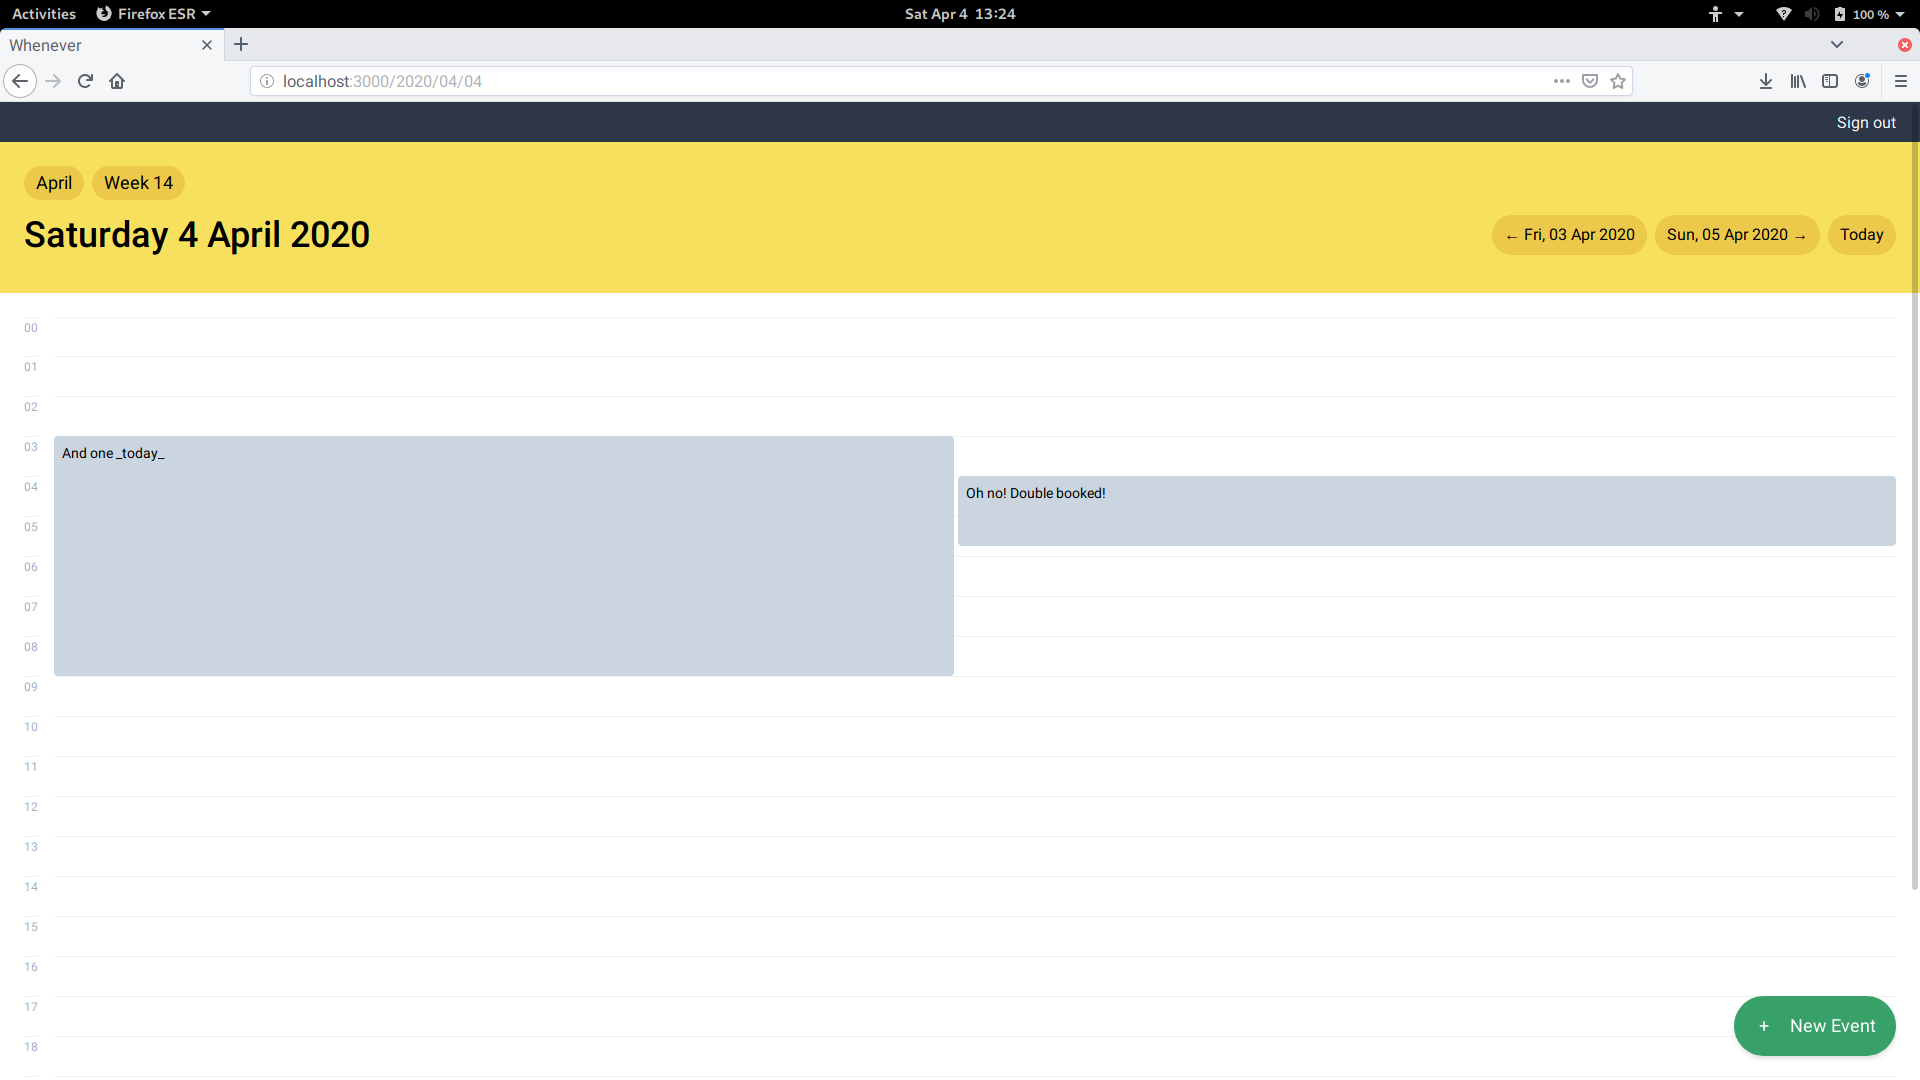 Activities Firefox ESR Sat Apr 4 13:24 100 %
Whenever
localhost:3000/2020/04/04
Sign out
April Week 14
Saturday 4 April 2020
← Fri, 03 Apr 2020 Sun, 05 Apr 2020 → Today
00
01
02
03
And one _today_
04
Oh no! Double booked!
05
06
07
08
09
10
11
12
13
14
15
16
17
+ New Event
18